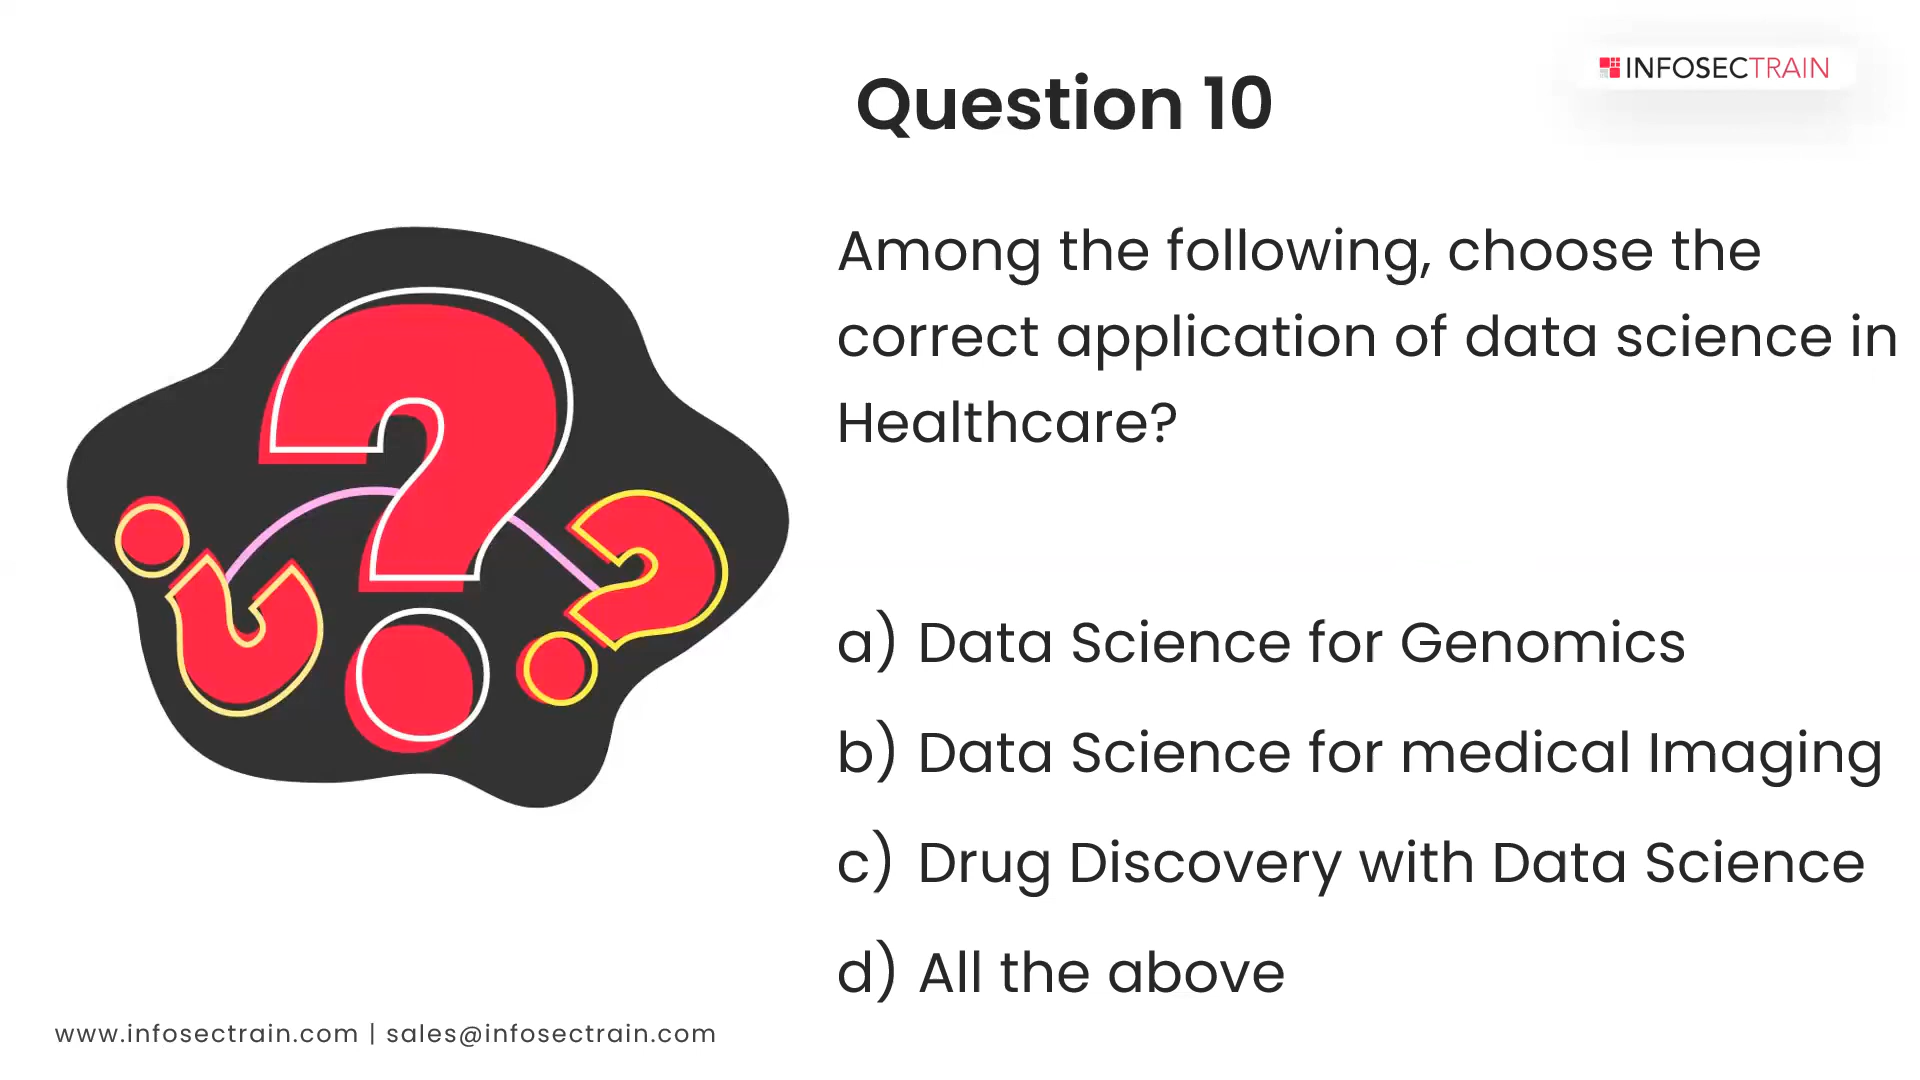 INFOSECTRAIN
Question 10
Among the following, choose the
correct application of data science in
Healthcare?
a) Data Science for Genomics
b) Data Science for medical Imaging
c) Drug Discovery with Data Science
d) All the above
www.infosectrain.com | sales@infosectrain.com